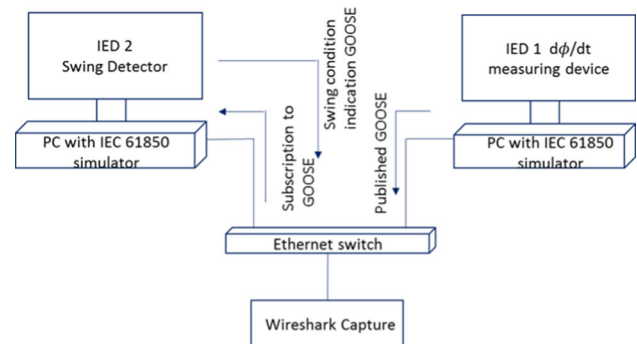 IED 2
Swing Detector
PC with IEC 61850
simulator
Subscription to
GOOSE
Swing condition
indication GOOSE
Published GOOSE
IED 1 dϕ/dt
measuring device
PC with IEC 61850
simulator
Ethernet switch
Wireshark Capture